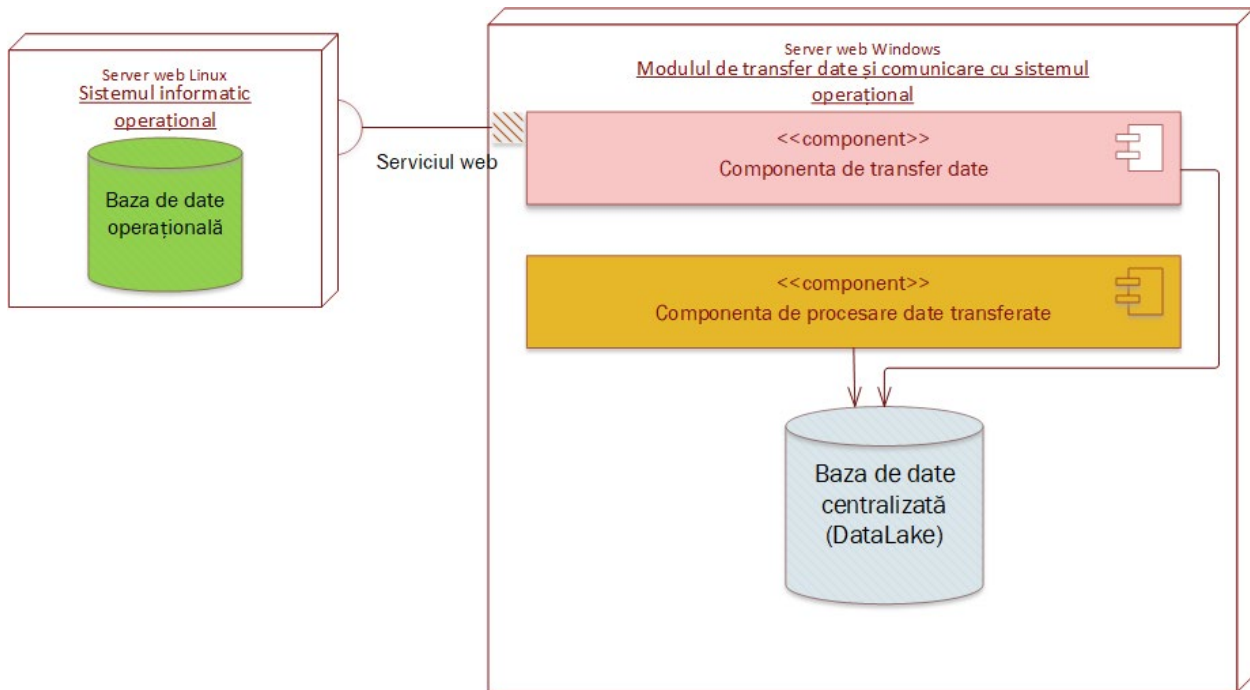 Server web Linux
Sistemul informatic
operațional
Baza de date
operațională
Serviciul web
Server web Windows
Modulul de transfer date și comunicare cu sistemul
operațional
<<component>>
Componenta de transfer date
<<component>>
Componenta de procesare date transferate
Baza de date
centralizată
(DataLake)